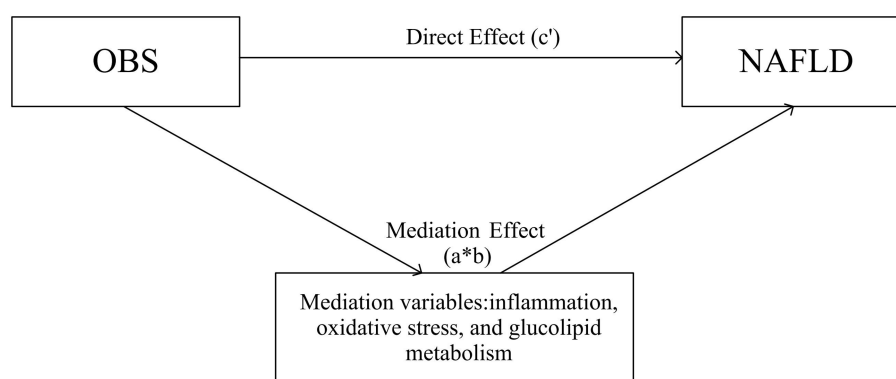 Direct Effect (c')
OBS
NAFLD
Mediation Effect
(a*b)
Mediation variables:inflammation,
oxidative stress, and glucolipid
metabolism